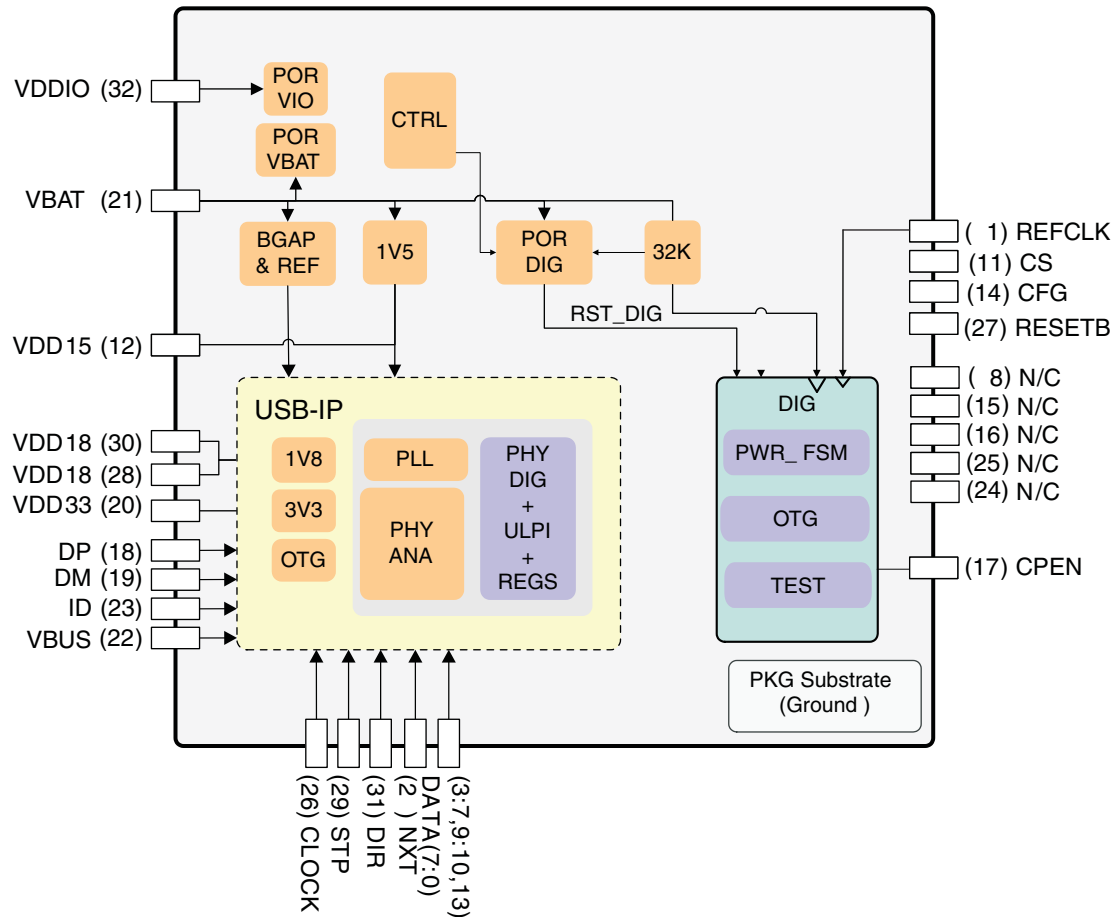 VDDIO (32)
POR
VIO
POR
VBAT
CTRL
VBAT (21)
BGAP
& REF
1V5
POR
DIG
32K
( 1) REFCLK
(11) CS
(14) CFG
(27) RESETB
RST_DIG
VDD15 (12)
( 8) N/C
(15) N/C
(16) N/C
(25) N/C
(24) N/C
USB-IP
DIG
VDD18 (30)
VDD18 (28)
VDD33 (20)
DP (18)
DM (19)
ID (23)
VBUS (22)
1V8
3V3
OTG
PLL
PHY
ANA
PHY
DIG
+
ULPI
+
REGS
PWR_ FSM
OTG
TEST
(17) CPEN
PKG Substrate
(Ground )
(26) CLOCK
(29) STP
(31) DIR
(2 ) NXT
DATA(7:0)
(3:7,9:10,13)